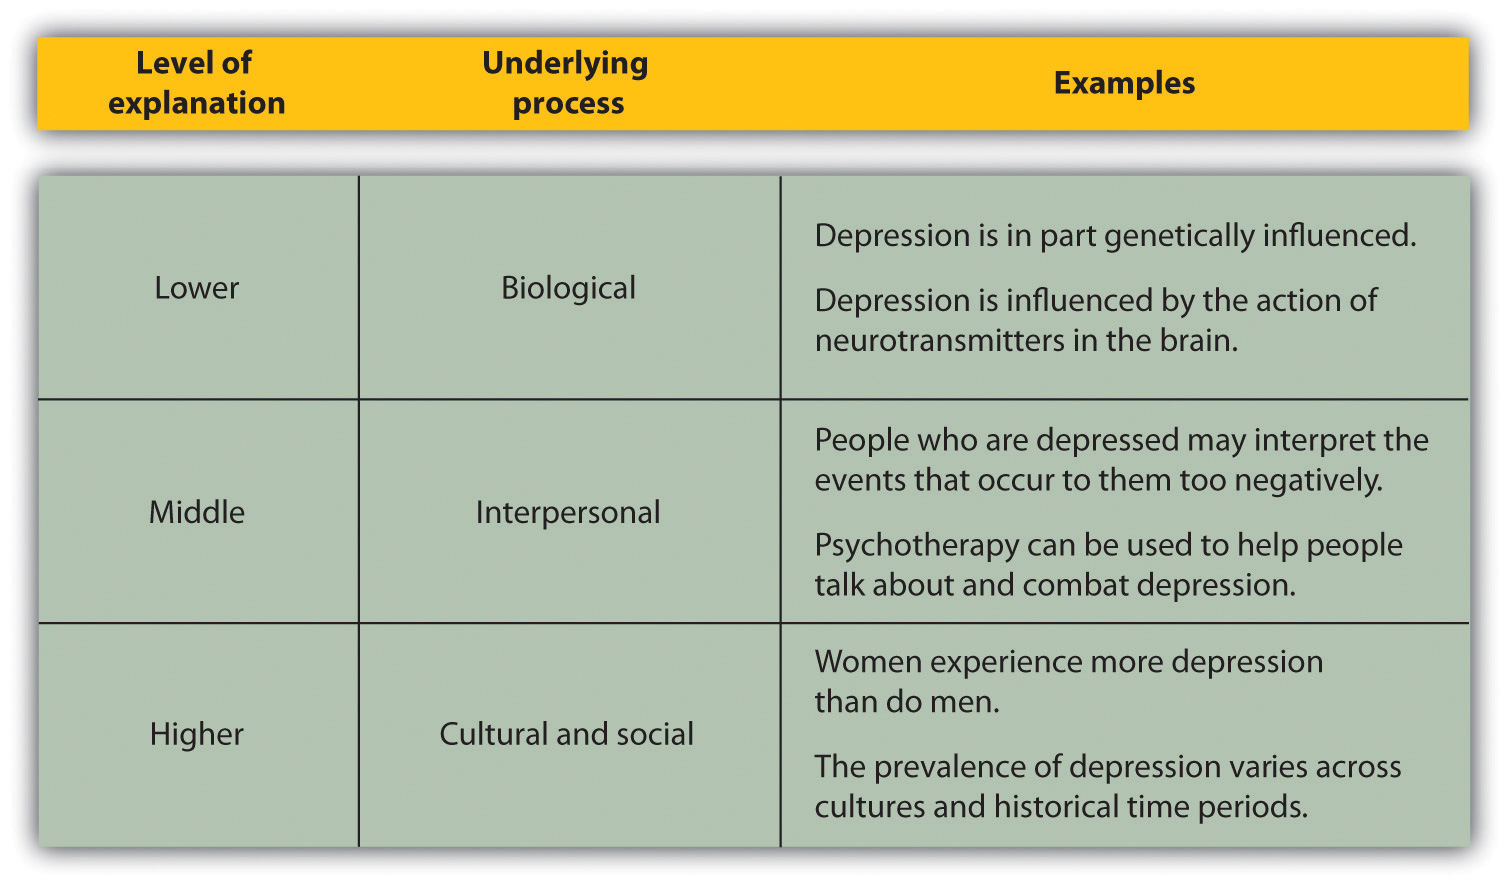 Level of
explanation
Underlying
process
Examples
Lower
Biological
Depression is in part genetically influenced.
Depression is influenced by the action of
neurotransmitters in the brain.
Middle
Interpersonal
People who are depressed may interpret the
events that occur to them too negatively.
Psychotherapy can be used to help people
talk about and combat depression.
Higher
Cultural and social
Women experience more depression
than do men.
The prevalence of depression varies across
cultures and historical time periods.